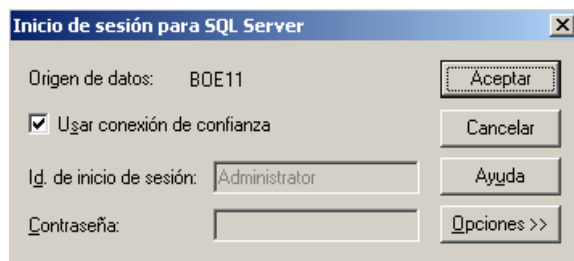 Inicio de sesión para SQL Server
Origen de datos: BOE11
Aceptar
Usar conexión de confianza
Cancelar
Id. de inicio de sesión: Administrator
Ayuda
Contraseña:
Opciones >>